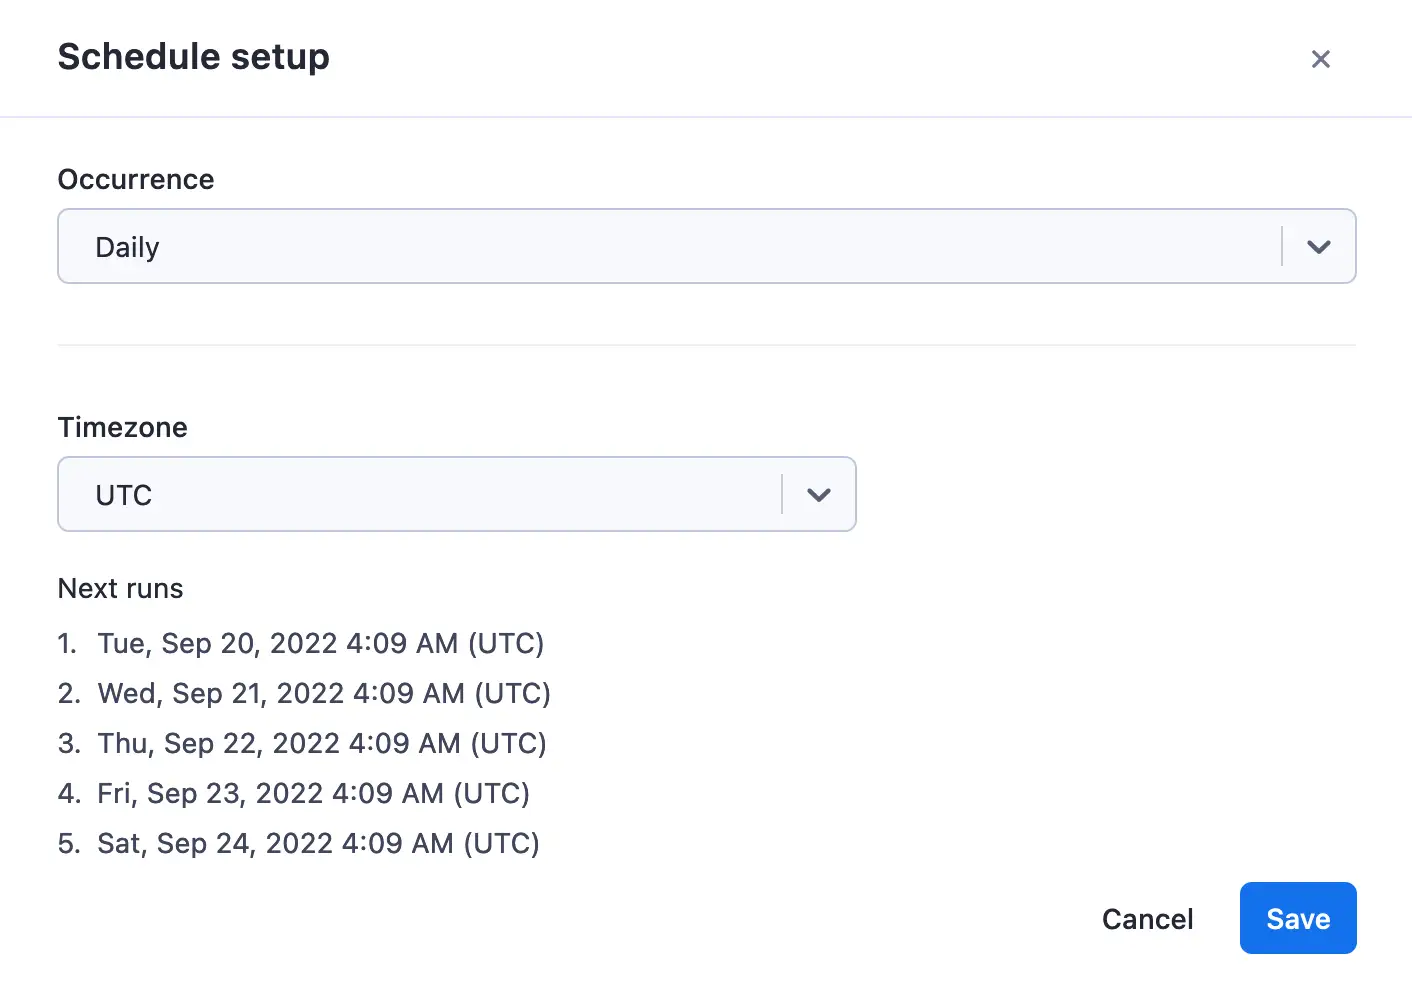 Schedule setup
Occurrence
Daily
Timezone
UTC
Next runs
1. Tue, Sep 20, 2022 4:09 AM (UTC)
2. Wed, Sep 21, 2022 4:09 AM (UTC)
3. Thu, Sep 22, 2022 4:09 AM (UTC)
4. Fri, Sep 23, 2022 4:09 AM (UTC)
5. Sat, Sep 24, 2022 4:09 AM (UTC)
Cancel Save